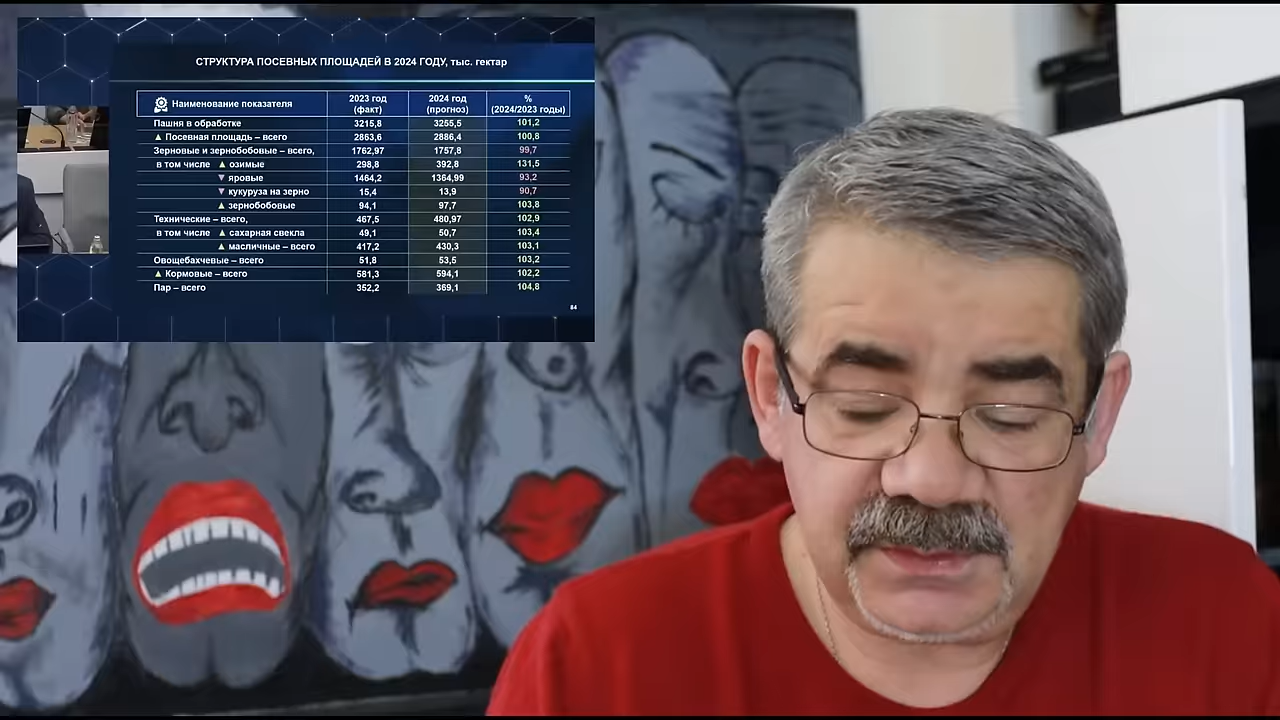 СТРУКТУРА ПОСЕВНЫХ ПЛОЩАДЕЙ В 2024 ГОДУ, тыс. гектар
Наименование показателя 2023 год (факт) 2024 год (прогноз) % (2024/2023 годы)
Пашня в обработке 3215,8 3255,5 101,2
▲ Посевная площадь – всего 2863,6 2886,4 100,8
Зерновые и зернобобовые – всего, 1762,97 1757,8 99,7
в том числе ▲ озимые 298,8 392,8 131,5
▼ яровые 1464,2 1364,99 93,2
▼ кукуруза на зерно 15,4 13,9 90,7
▲ зернобобовые 94,1 97,7 103,8
Технические – всего, 467,5 480,97 102,9
в том числе ▲ сахарная свекла 49,1 50,7 103,4
▲ масличные – всего 417,2 430,3 103,1
Овощебахчевые – всего 51,8 53,5 103,2
▲ Кормовые – всего 581,3 594,1 102,2
Пар – всего 352,2 369,1 104,8
84